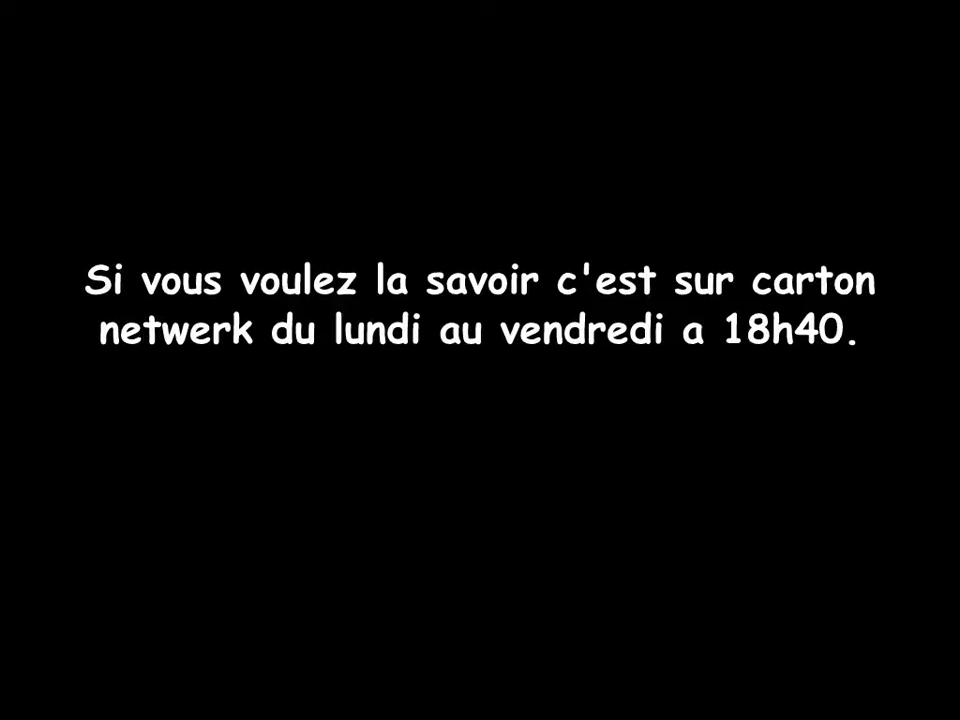 Si vous voulez la savoir c'est sur carton
netwerk du lundi au vendredi a 18h40.